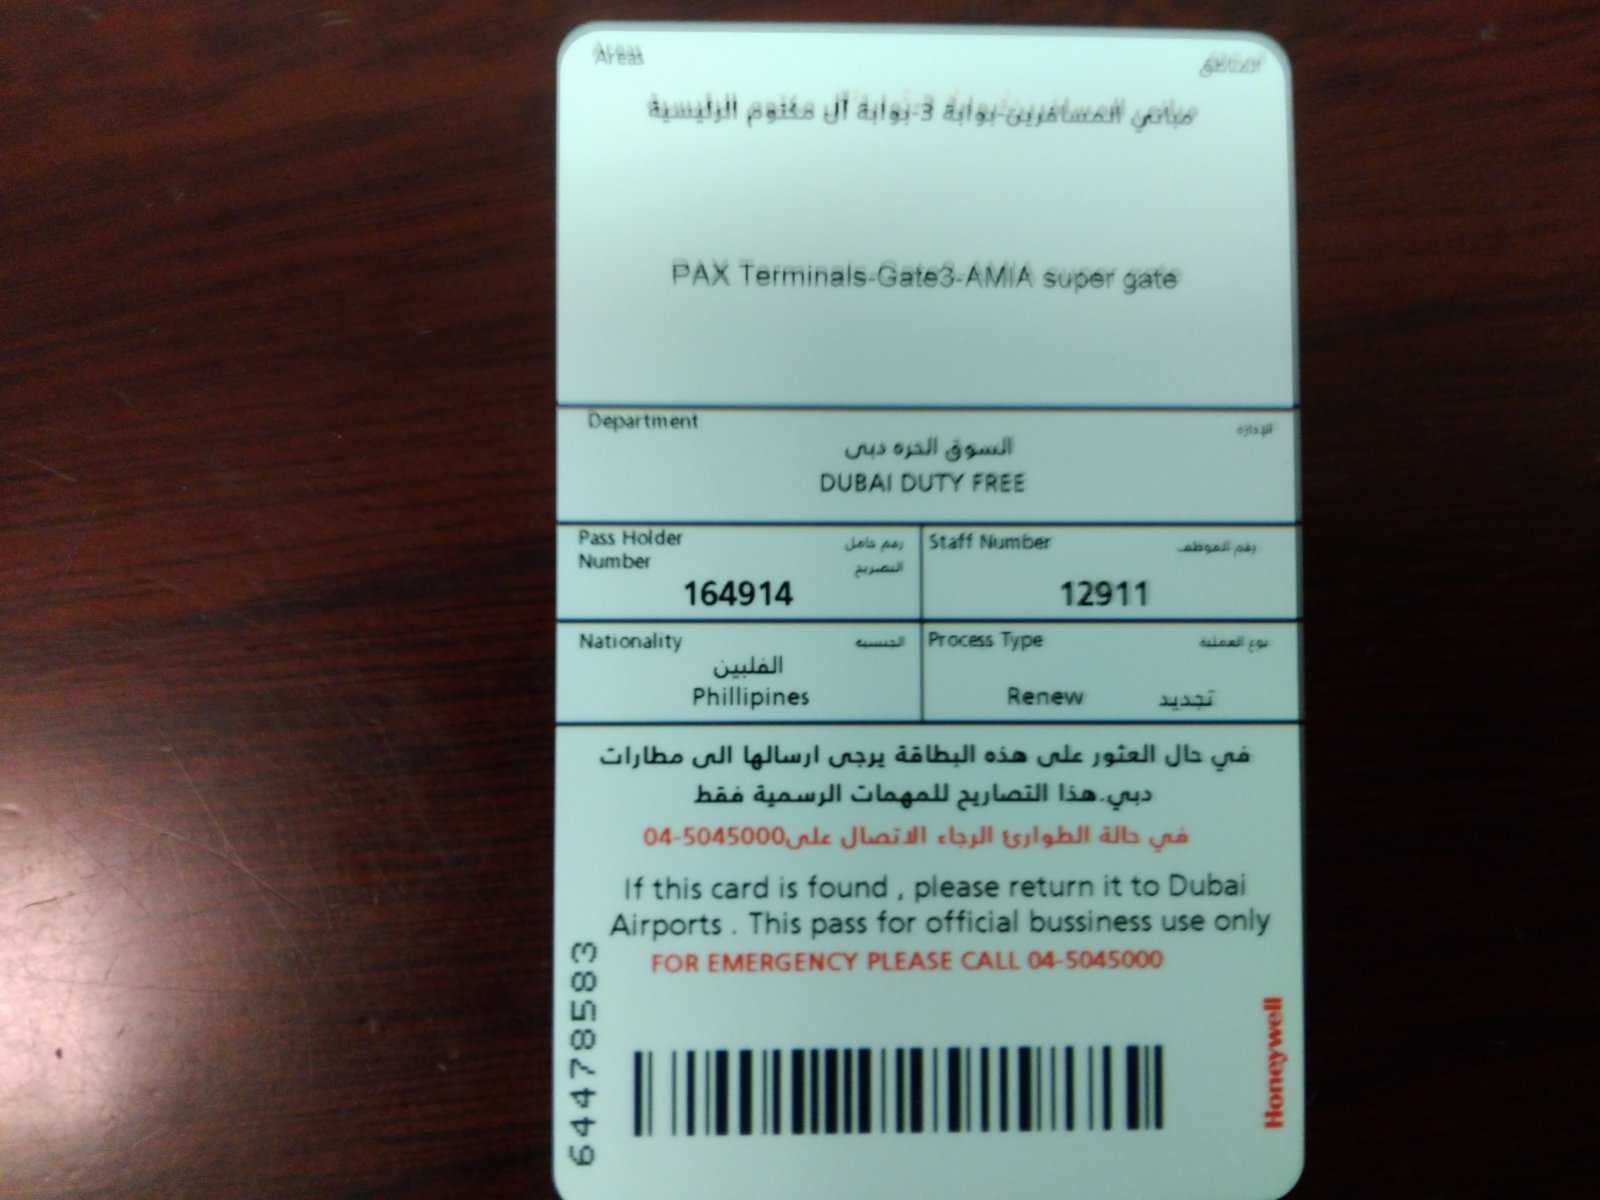 Areas المناطق
مباني المسافرين-بوابة 3-بوابة آل مكتوم الرئيسية
PAX Terminals-Gate3-AMIA super gate
Department الإدارة
السوق الحره دبى
DUBAI DUTY FREE
Pass Holder رقم حامل
Number التصريح
164914
Staff Number رقم الموظف
12911
Nationality الجنسيه
الفلبين
Phillipines
Process Type نوع العملية
Renew تجديد
في حال العثور على هذه البطاقة يرجى ارسالها الى مطارات
دبي.هذا التصاريح للمهمات الرسمية فقط
في حالة الطوارئ الرجاء الاتصال على04-5045000
If this card is found , please return it to Dubai
Airports . This pass for official bussiness use only
FOR EMERGENCY PLEASE CALL 04-5045000
64478583
Honeywell